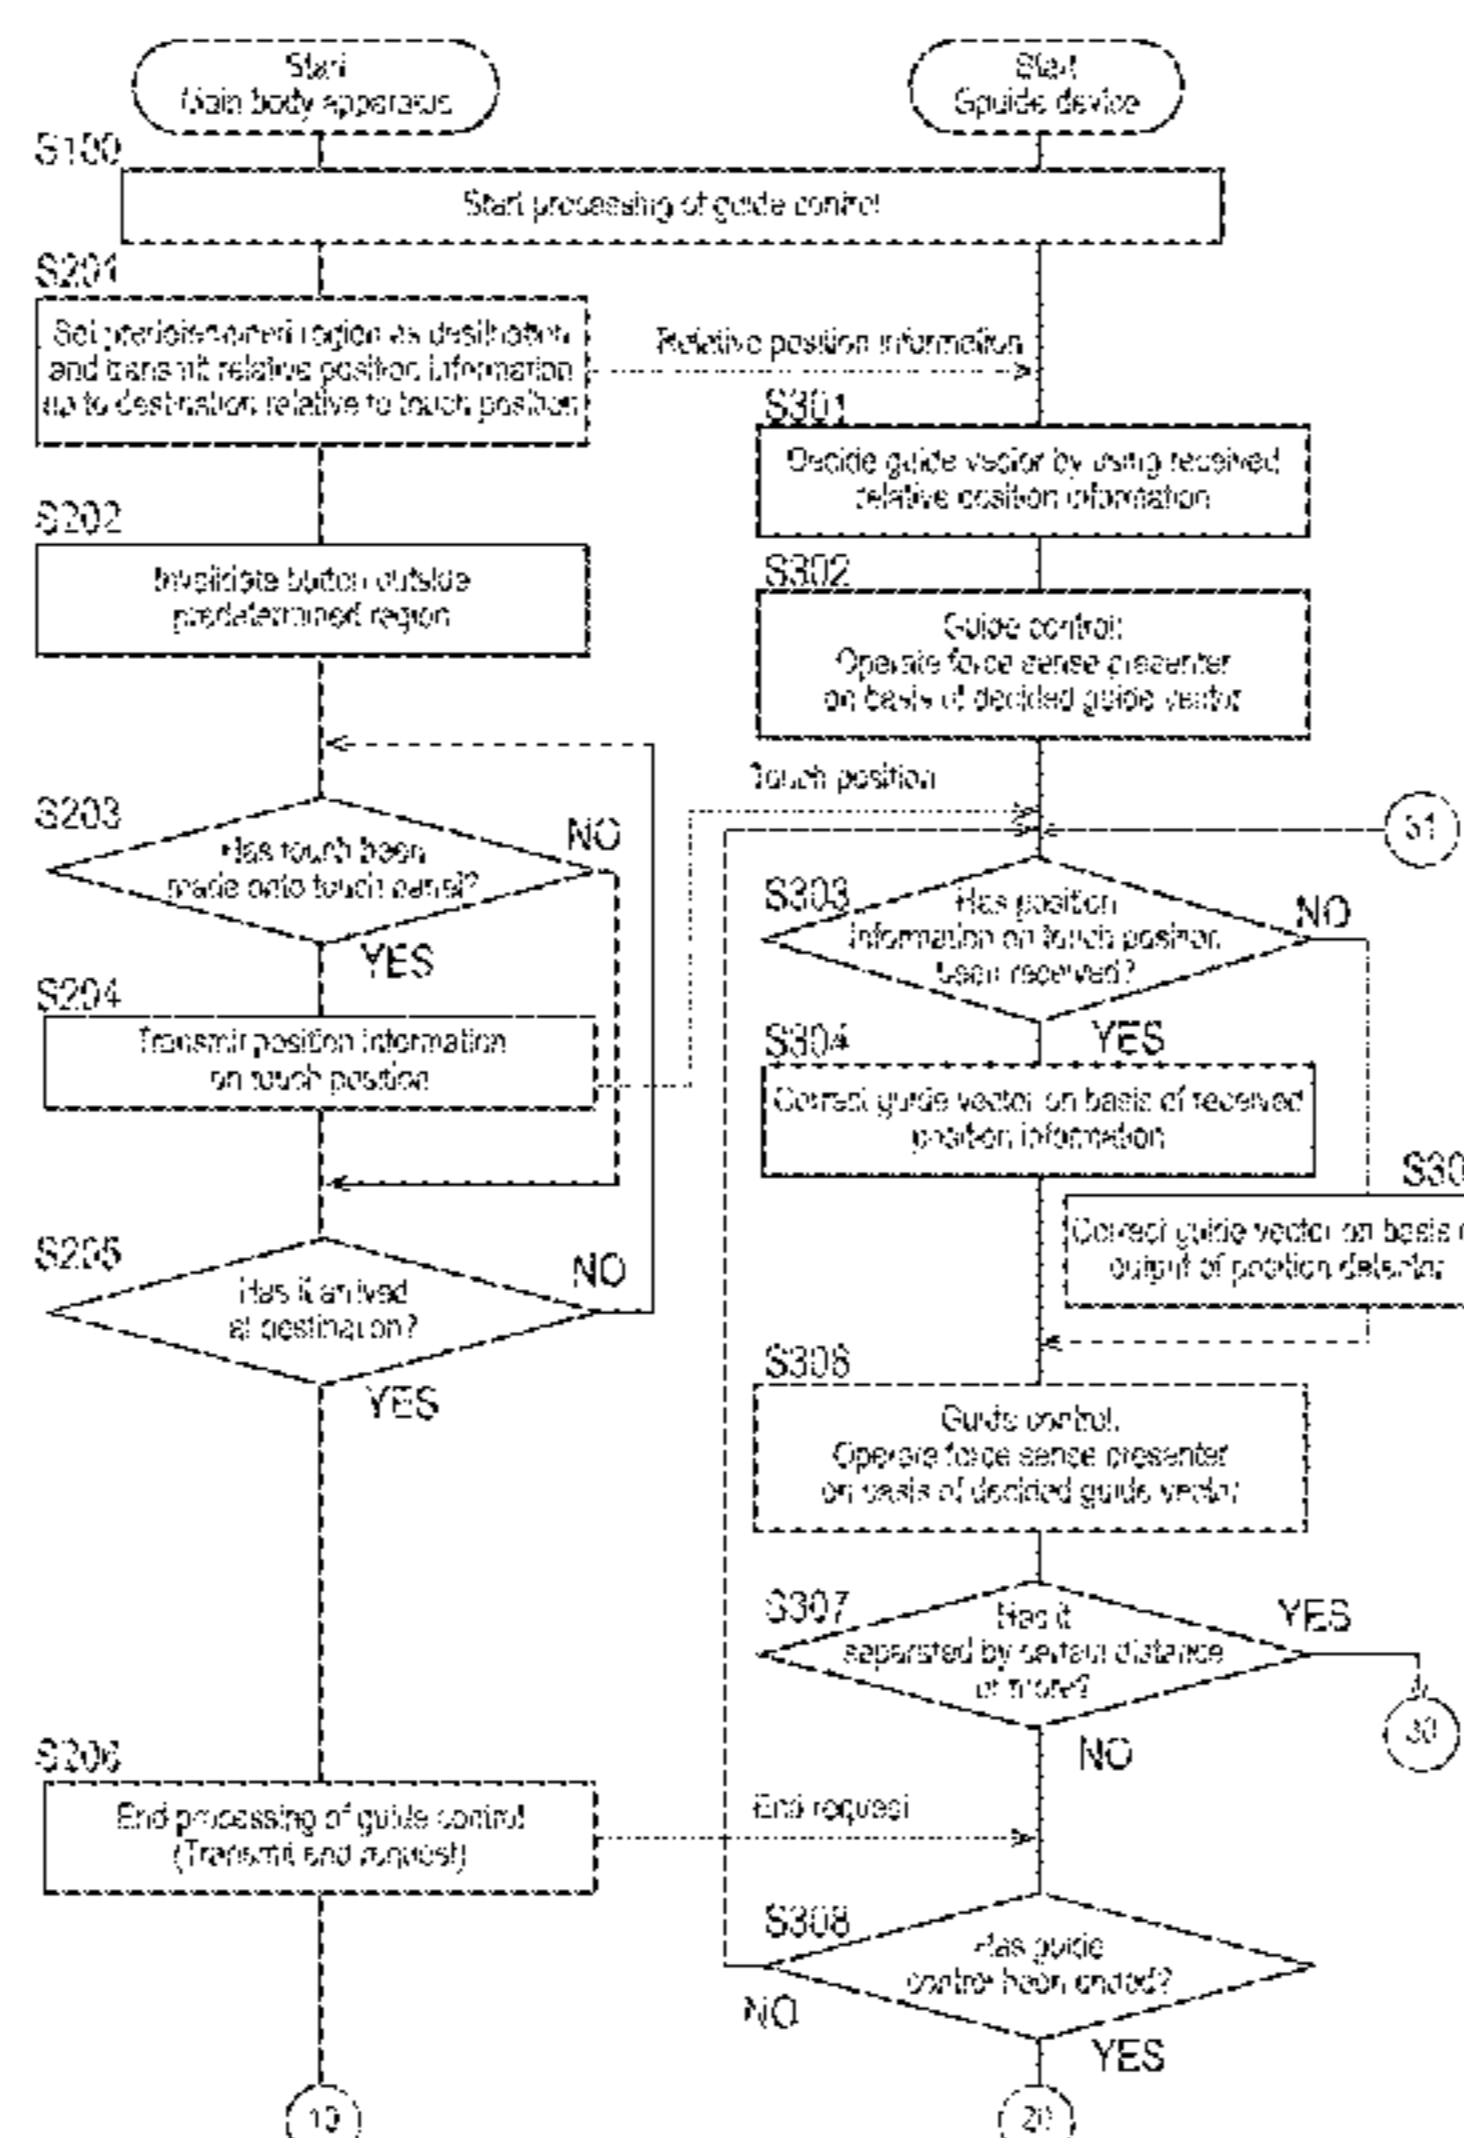 Start
Main body apparatus
Start
Gpuide device
S100
Start processing of guide control
S201
Set predetermined region as destination
and transmit relative position information
up to destination relative to touch position
Relative position information
S301
Decide guide vector by using received
relative position information
S202
Invalidate button outside
predetermined region
S302
Guide control:
Operate force sense presenter
on basis of decided guide vector
Touch position
S203
Has touch been
made onto touch panel?
NO
YES
31
S303
Has position
information on touch position
been received?
NO
YES
S204
Transmit position information
on touch position
S304
Correct guide vector on basis of received
position information
S30
Correct guide vector on basis
output of position detector
S205
Has it arrived
at destination?
NO
YES
S306
Guide control:
Operate force sense presenter
on basis of decided guide vector
S307
Has it
separated by certain distance
or more?
YES
NO
30
S206
End processing of guide control
(Transmit end request)
End request
S308
Has guide
control been ended?
NO
YES
10
20